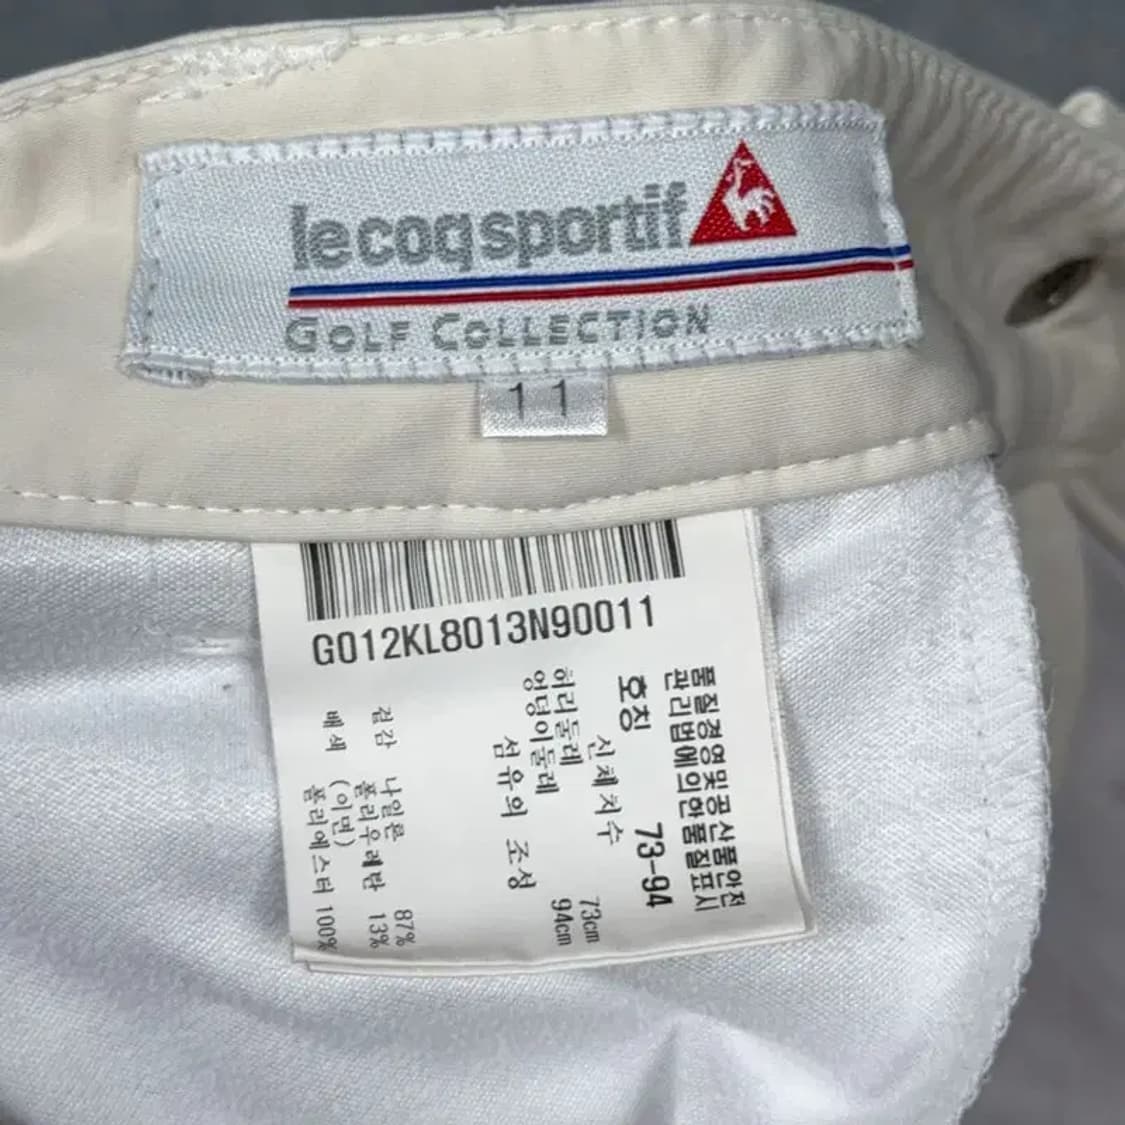 lecoqsportif
GOLF COLLECTION
11
G012KL8013N90011
품질경영및공산품안전
관리법에의한품질표시
호칭 73-94
신체치수
허리둘레 73cm
엉덩이둘레 94cm
섬유의 조성
겉감 나일론 87%
폴리우레탄 13%
배색 (이면)
폴리에스터 100%